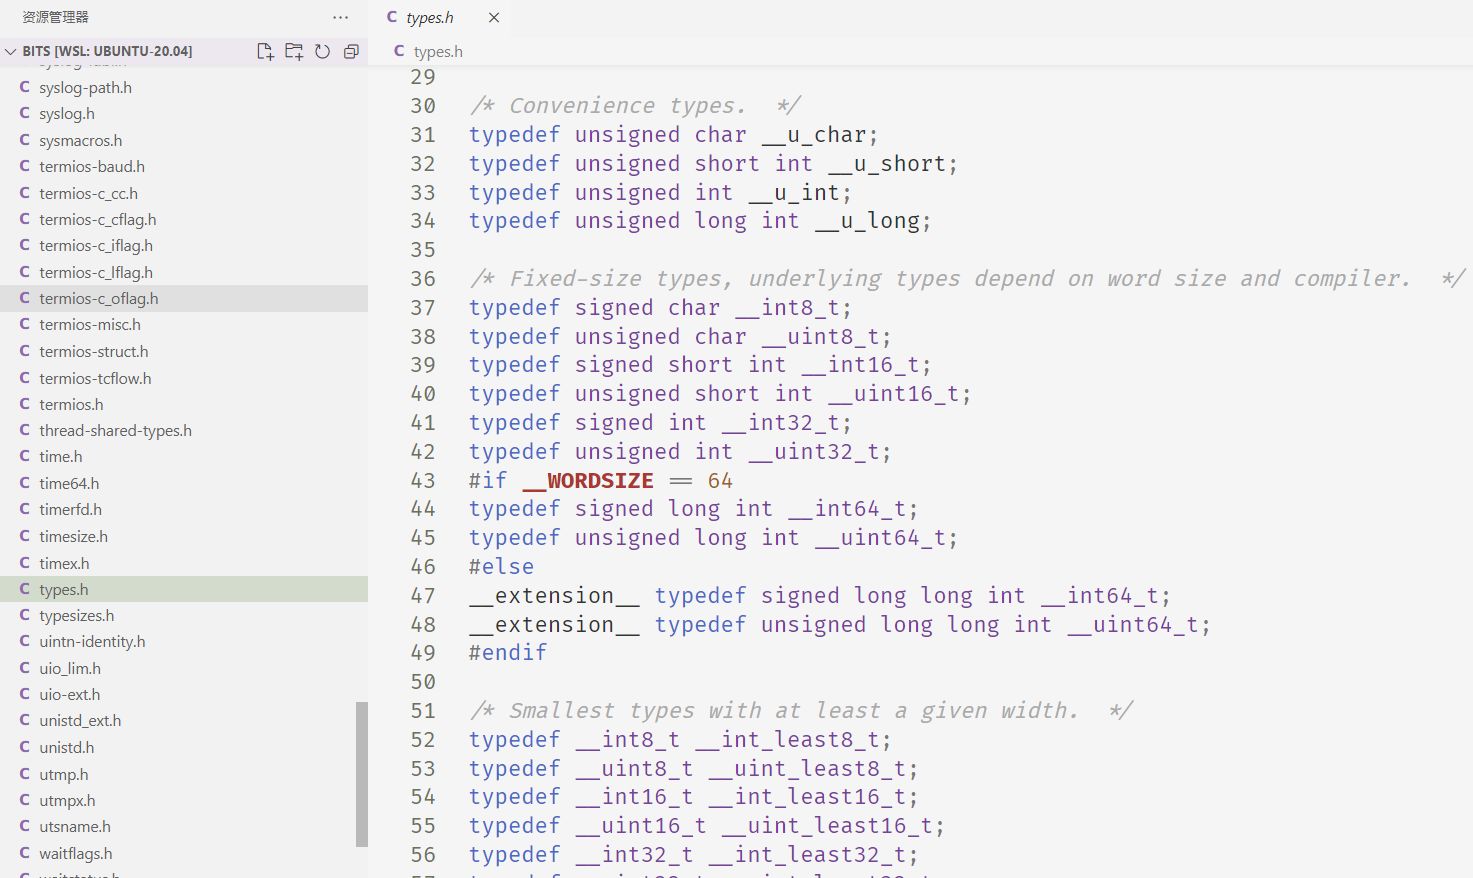 资源管理器
BITS [WSL: UBUNTU-20.04]
C syslog-path.h
C syslog.h
C sysmacros.h
C termios-baud.h
C termios-c_cc.h
C termios-c_cflag.h
C termios-c_iflag.h
C termios-c_lflag.h
C termios-c_oflag.h
C termios-misc.h
C termios-struct.h
C termios-tcflow.h
C termios.h
C thread-shared-types.h
C time.h
C time64.h
C timerfd.h
C timesize.h
C timex.h
C types.h
C typesizes.h
C uintn-identity.h
C uio_lim.h
C uio-ext.h
C unistd_ext.h
C unistd.h
C utmp.h
C utmpx.h
C utsname.h
C waitflags.h
C types.h
C types.h
29
30 /* Convenience types.  */
31 typedef unsigned char __u_char;
32 typedef unsigned short int __u_short;
33 typedef unsigned int __u_int;
34 typedef unsigned long int __u_long;
35
36 /* Fixed-size types, underlying types depend on word size and compiler.  */
37 typedef signed char __int8_t;
38 typedef unsigned char __uint8_t;
39 typedef signed short int __int16_t;
40 typedef unsigned short int __uint16_t;
41 typedef signed int __int32_t;
42 typedef unsigned int __uint32_t;
43 #if __WORDSIZE == 64
44 typedef signed long int __int64_t;
45 typedef unsigned long int __uint64_t;
46 #else
47 __extension__ typedef signed long long int __int64_t;
48 __extension__ typedef unsigned long long int __uint64_t;
49 #endif
50
51 /* Smallest types with at least a given width.  */
52 typedef __int8_t __int_least8_t;
53 typedef __uint8_t __uint_least8_t;
54 typedef __int16_t __int_least16_t;
55 typedef __uint16_t __uint_least16_t;
56 typedef __int32_t __int_least32_t;